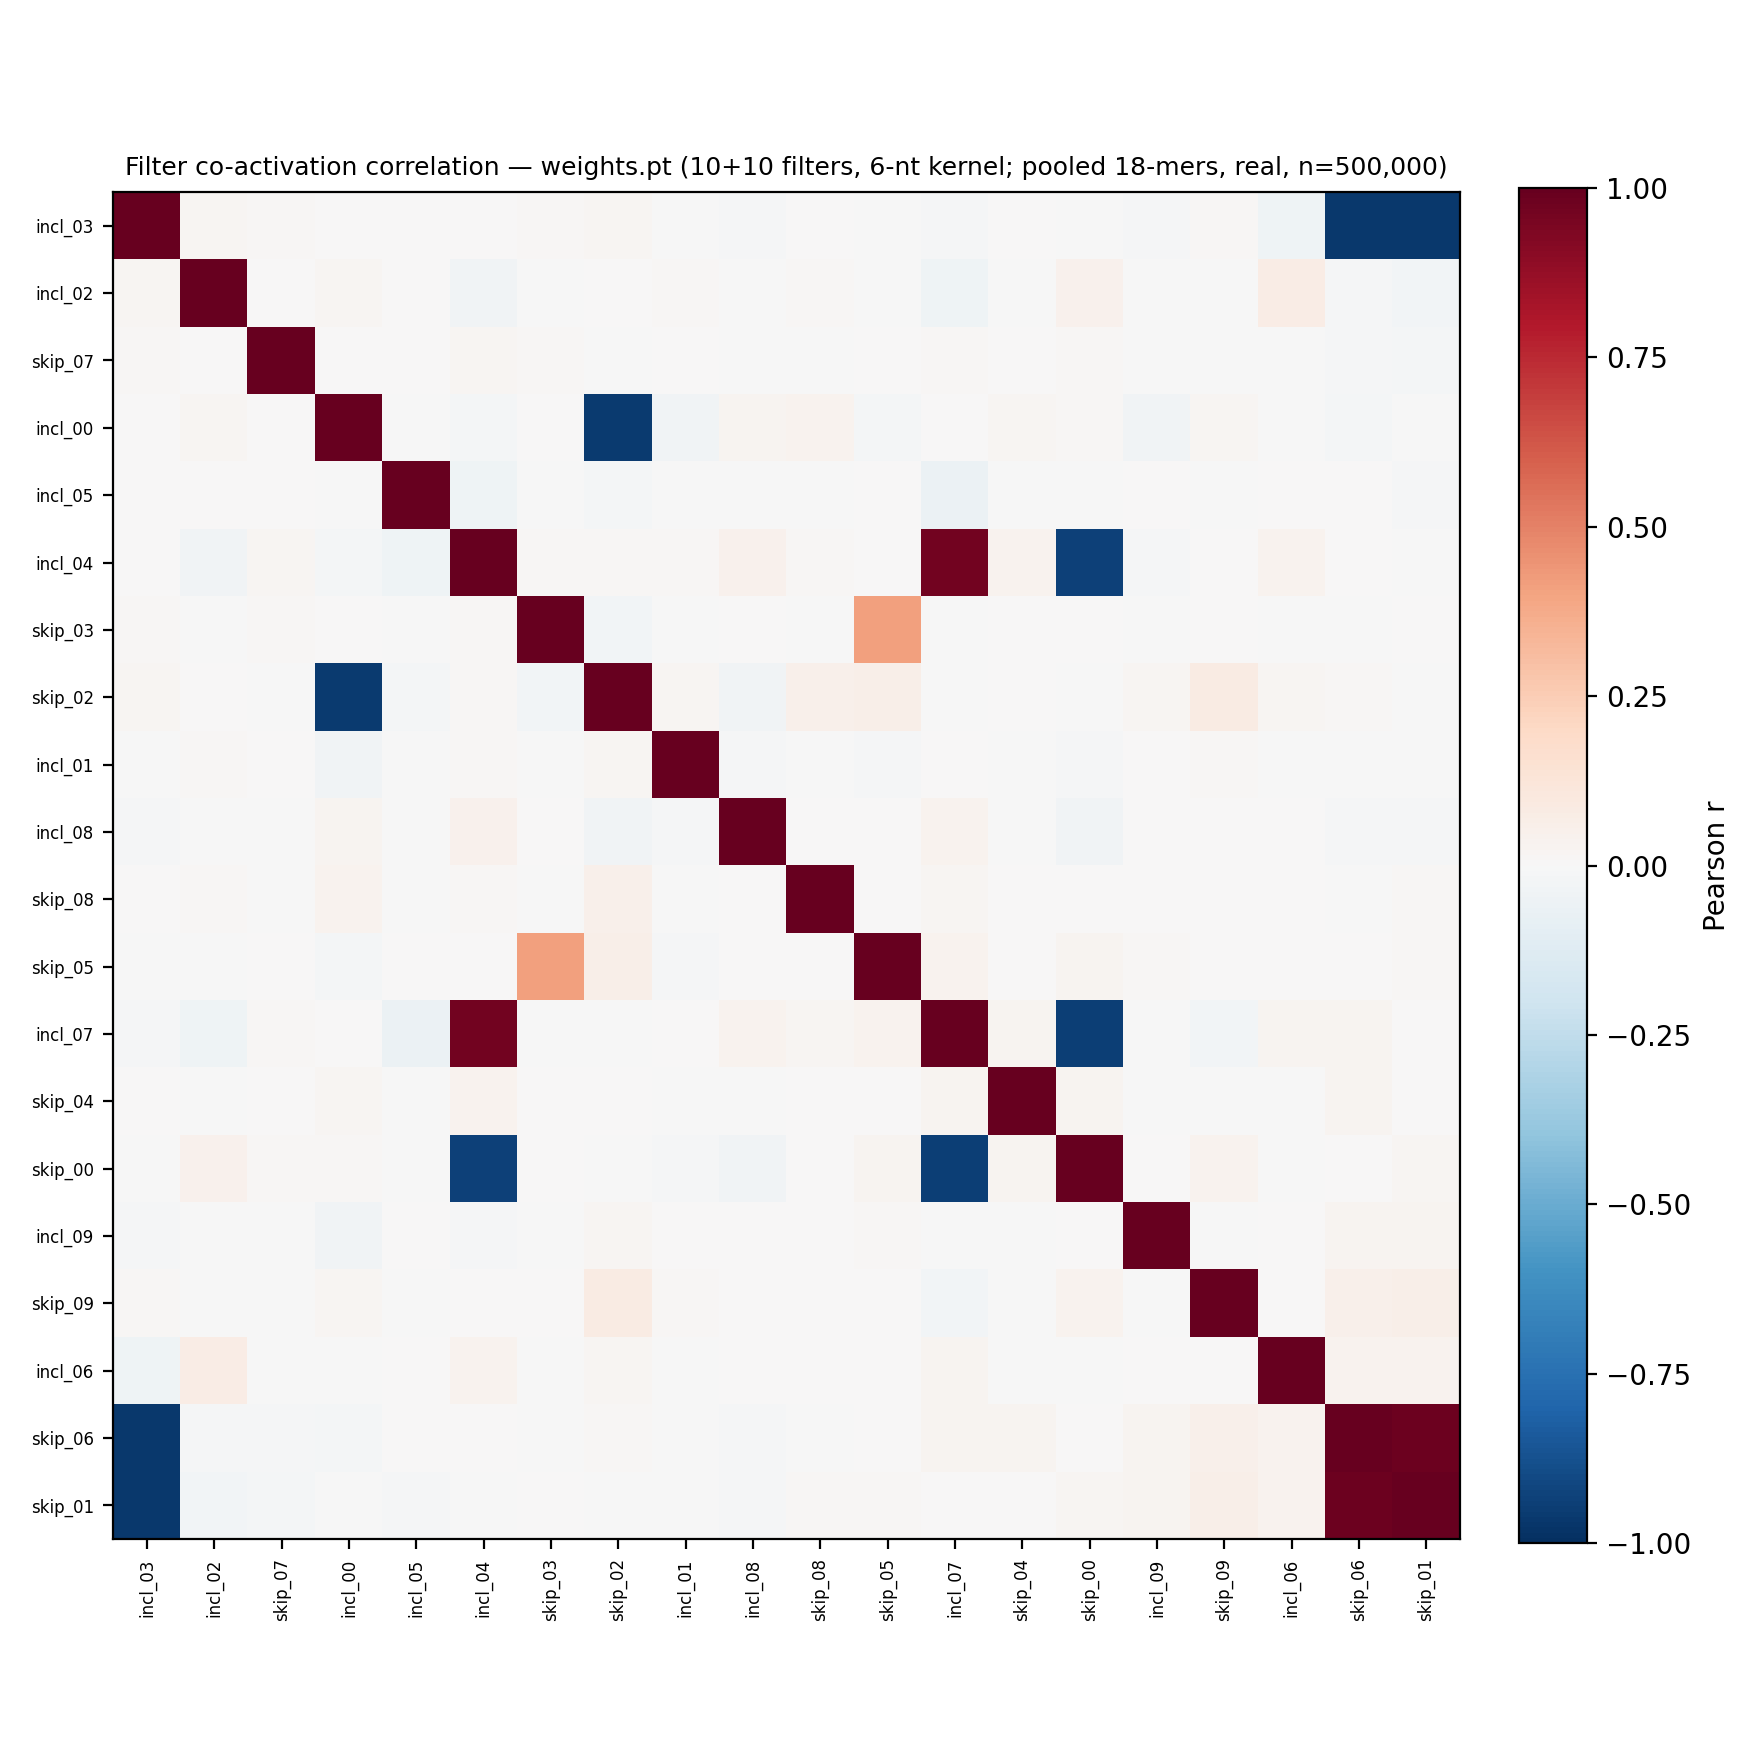 Filter co-activation correlation — weights.pt (10+10 filters, 6-nt kernel; pooled 18-mers, real, n=500,000)
incl_03
incl_02
skip_07
incl_00
incl_05
incl_04
skip_03
skip_02
incl_01
incl_08
skip_08
skip_05
incl_07
skip_04
skip_00
incl_09
skip_09
incl_06
skip_06
skip_01
incl_03
incl_02
skip_07
incl_00
incl_05
incl_04
skip_03
skip_02
incl_01
incl_08
skip_08
skip_05
incl_07
skip_04
skip_00
incl_09
skip_09
incl_06
skip_06
skip_01
1.00
0.75
0.50
0.25
0.00
−0.25
−0.50
−0.75
−1.00
Pearson r